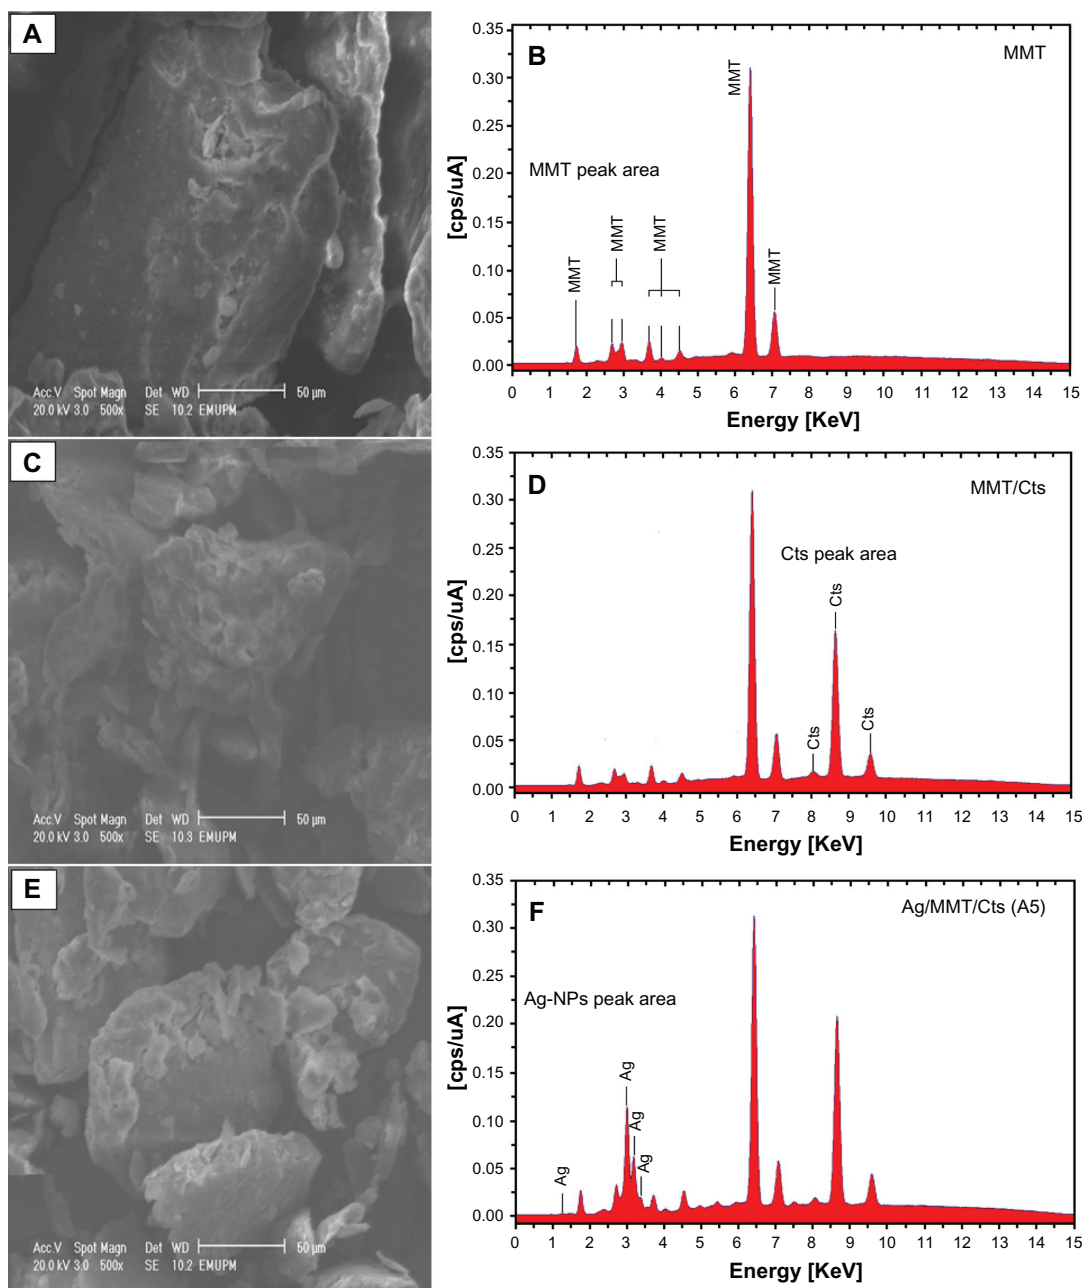 A
Acc.V Spot Magn Det WD 50 µm
20.0 kV 3.0 500x SE 10.2 EMUPM
B
MMT
MMT peak area
MMT
MMT
MMT
MMT
MMT
[cps/uA]
0.35
0.30
0.25
0.20
0.15
0.10
0.05
0.00
0 1 2 3 4 5 6 7 8 9 10 11 12 13 14 15
Energy [KeV]
C
Acc.V Spot Magn Det WD 50 µm
20.0 kV 3.0 500x SE 10.3 EMUPM
D
MMT/Cts
Cts peak area
Cts
Cts
Cts
[cps/uA]
0.35
0.30
0.25
0.20
0.15
0.10
0.05
0.00
0 1 2 3 4 5 6 7 8 9 10 11 12 13 14 15
Energy [KeV]
E
Acc.V Spot Magn Det WD 50 µm
20.0 kV 3.0 500x SE 10.2 EMUPM
F
Ag/MMT/Cts (A5)
Ag-NPs peak area
Ag
Ag
Ag
Ag
[cps/uA]
0.35
0.30
0.25
0.20
0.15
0.10
0.05
0.00
0 1 2 3 4 5 6 7 8 9 10 11 12 13 14 15
Energy [KeV]